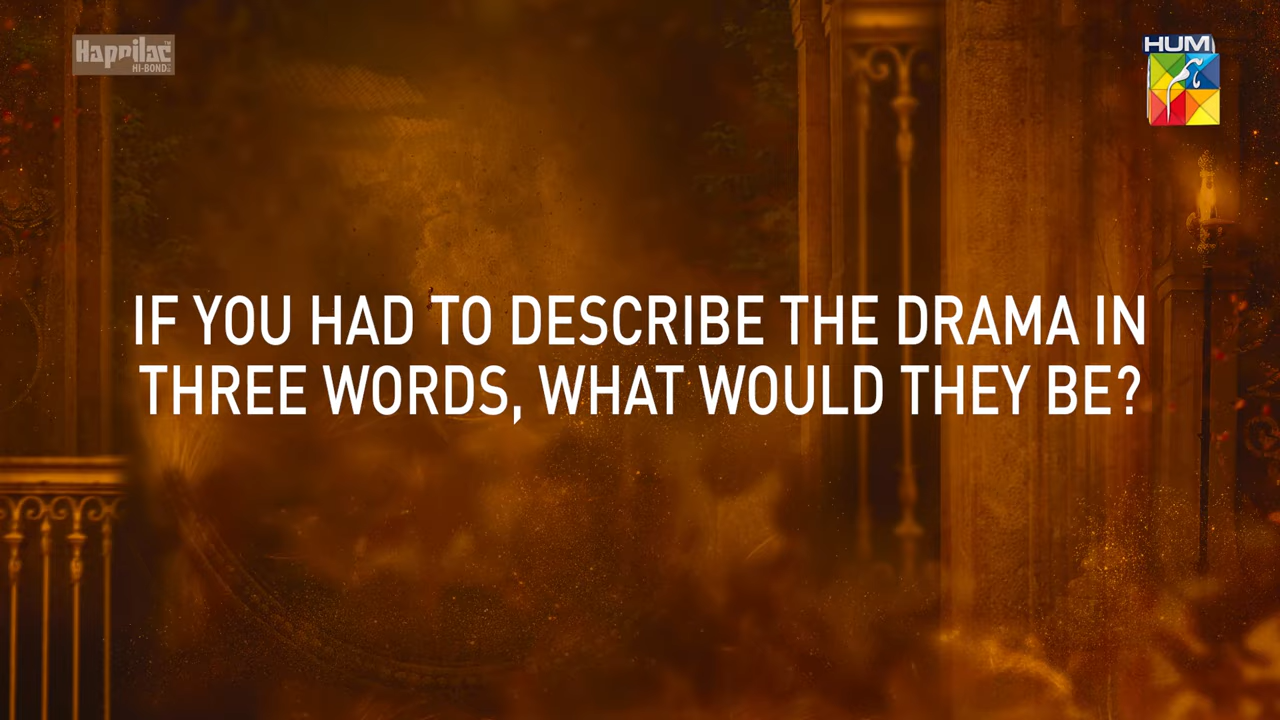 Happilac
HI-BOND
HUM
IF YOU HAD TO DESCRIBE THE DRAMA IN
THREE WORDS, WHAT WOULD THEY BE?